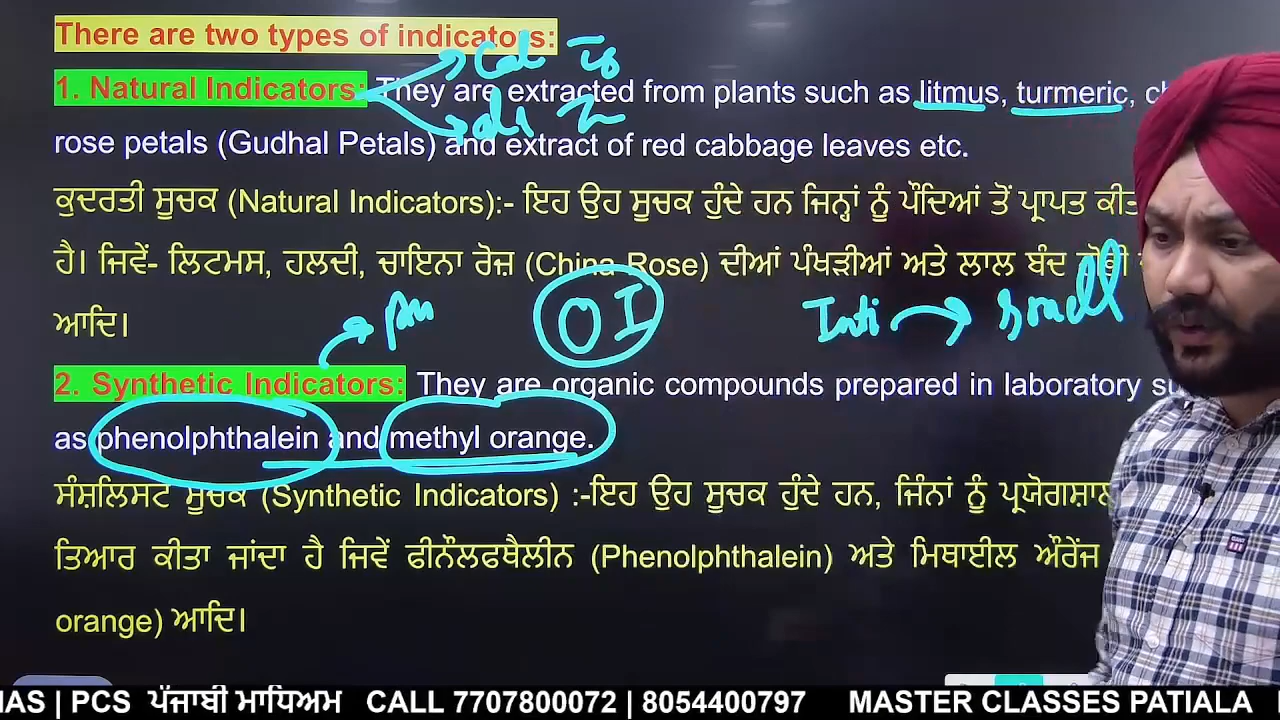 There are two types of indicators:
1. Natural Indicators: They are extracted from plants such as litmus, turmeric,
rose petals (Gudhal Petals) and extract of red cabbage leaves etc.
ਕੁਦਰਤੀ ਸੂਚਕ (Natural Indicators):- ਇਹ ਉਹ ਸੂਚਕ ਹੁੰਦੇ ਹਨ ਜਿਨ੍ਹਾਂ ਨੂੰ ਪੌਦਿਆਂ ਤੋਂ ਪ੍ਰਾਪਤ
ਹੈ। ਜਿਵੇਂ- ਲਿਟਮਸ, ਹਲਦੀ, ਚਾਇਨਾ ਰੋਜ਼ (China Rose) ਦੀਆਂ ਪੰਖੜੀਆਂ ਅਤੇ ਲਾਲ ਬੰਦ
ਆਦਿ।
OI
smell
2. Synthetic Indicators: They are organic compounds prepared in laboratory
as phenolphthalein and methyl orange.
ਸੰਸ਼ਲਿਸਟ ਸੂਚਕ (Synthetic Indicators) :-ਇਹ ਉਹ ਸੂਚਕ ਹੁੰਦੇ ਹਨ, ਜਿੰਨਾਂ ਨੂੰ
ਤਿਆਰ ਕੀਤਾ ਜਾਂਦਾ ਹੈ ਜਿਵੇਂ ਫੀਨੌਲਫਥੈਲੀਨ (Phenolphthalein) ਅਤੇ ਮਿਥਾਈਲ ਔਰੇਂਜ
orange) ਆਦਿ।
| PCS ਪੰਜਾਬੀ ਮਾਧਿਅਮ CALL 7707800072 | 8054400797 MASTER CLASSES PATIALA